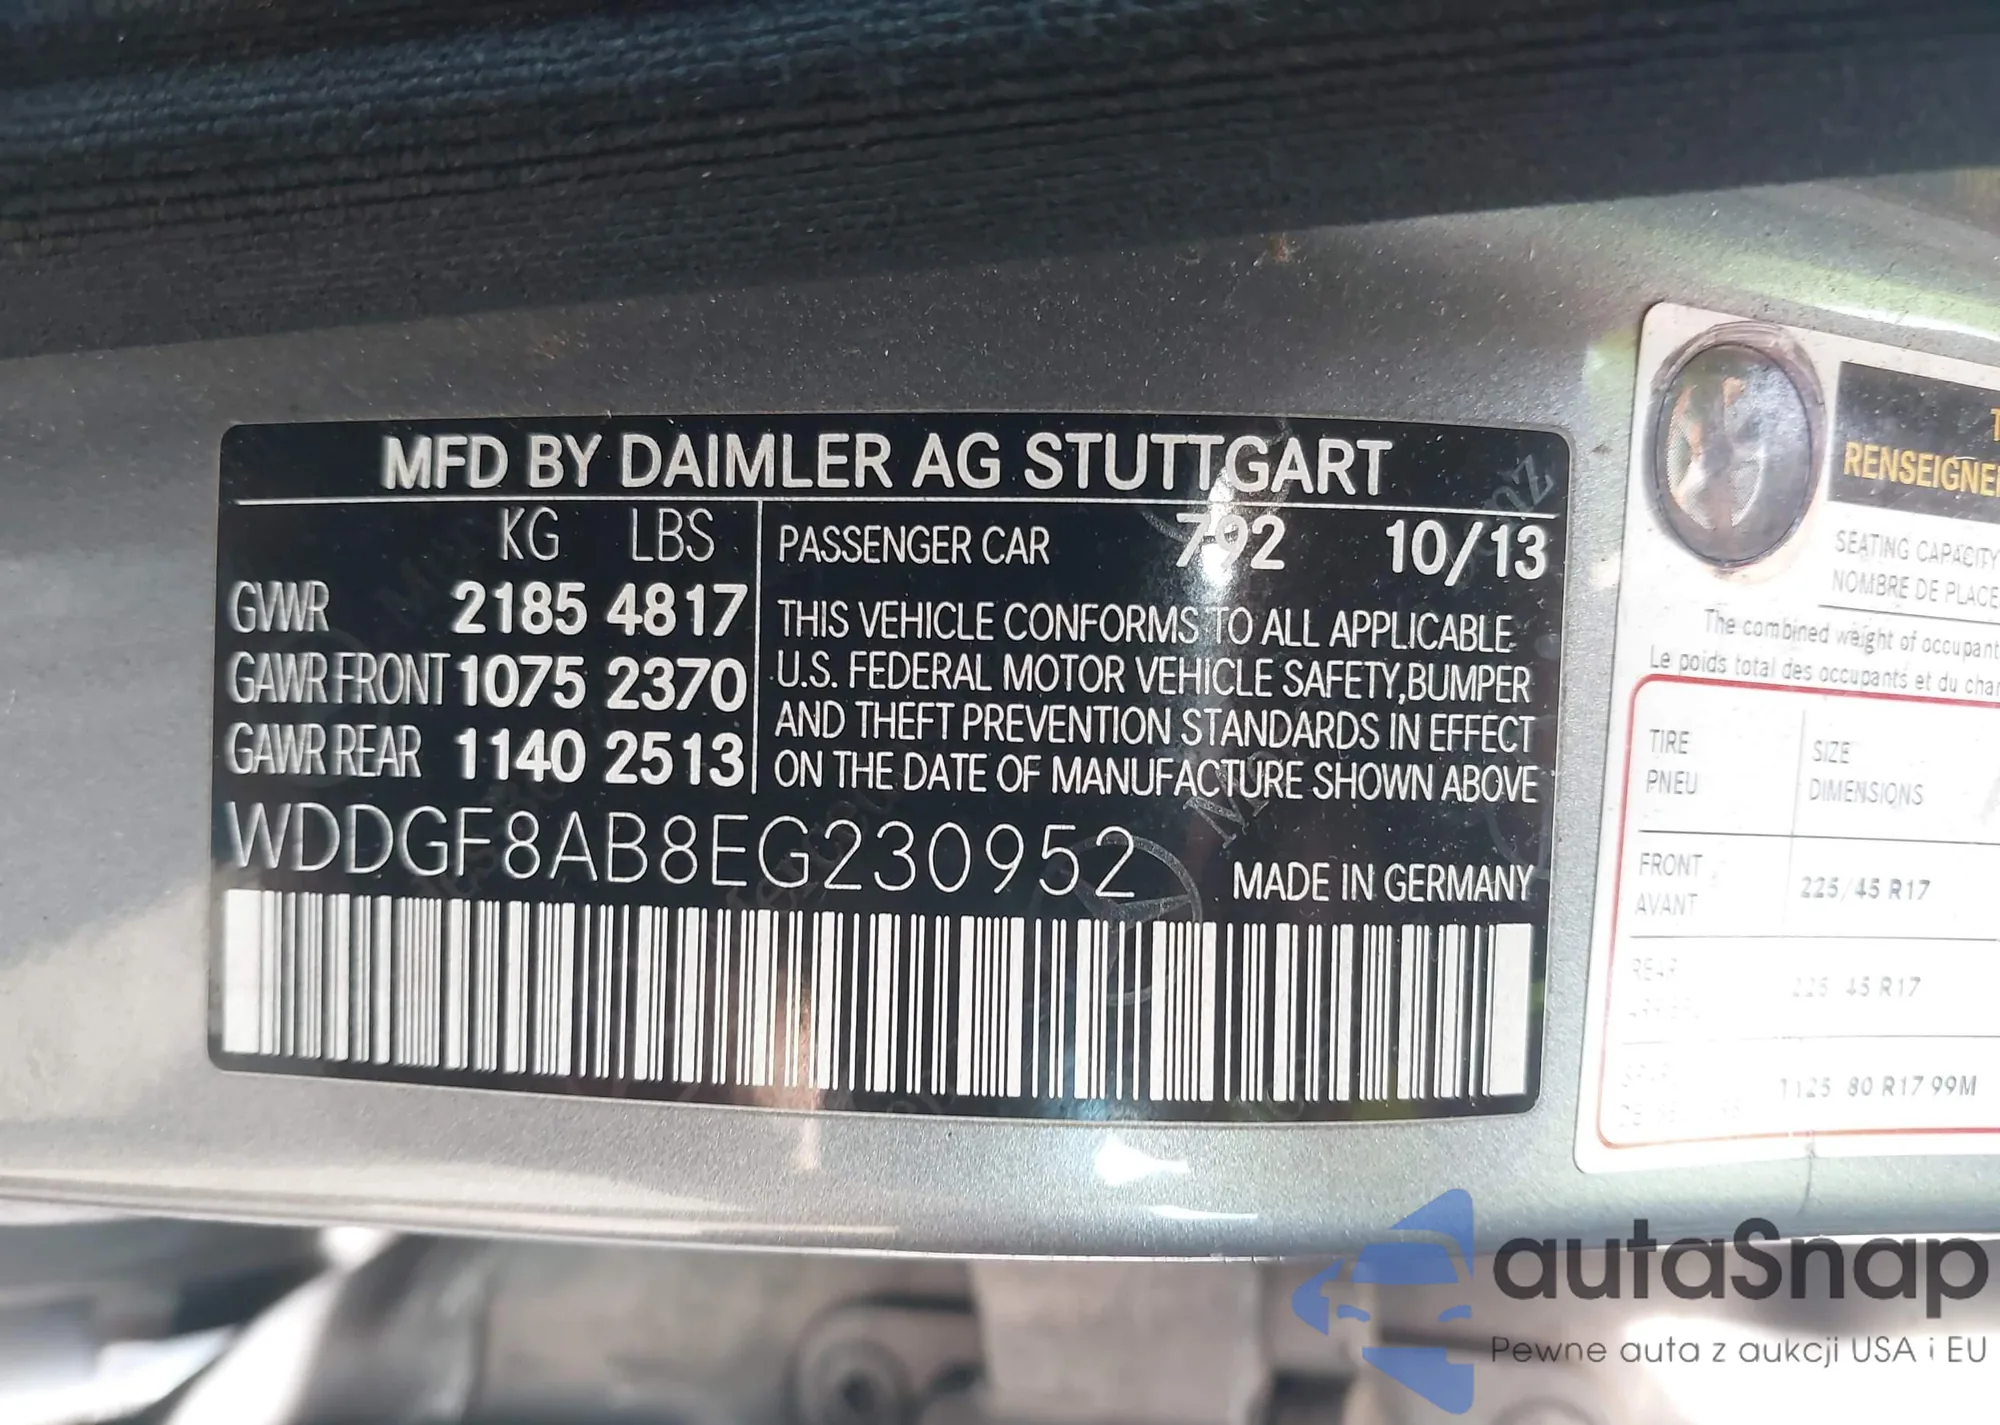 MFD BY DAIMLER AG STUTTGART
KG LBS
GVWR 2185 4817
GAWR FRONT 1075 2370
GAWR REAR 1140 2513
PASSENGER CAR 792 10/13
THIS VEHICLE CONFORMS TO ALL APPLICABLE
U.S. FEDERAL MOTOR VEHICLE SAFETY,BUMPER
AND THEFT PREVENTION STANDARDS IN EFFECT
ON THE DATE OF MANUFACTURE SHOWN ABOVE
WDDGF8AB8EG230952
MADE IN GERMANY
RENSEIGNE
SEATING CAPACITY
NOMBRE DE PLACE
The combined weight of occupant
Le poids total des occupants et du char
TIRE SIZE
PNEU DIMENSIONS
FRONT
AVANT
225/45 R17
REAR
225 45 R17
80 R17 99M
autaSnap
Pewne auta z aukcji USA i EU